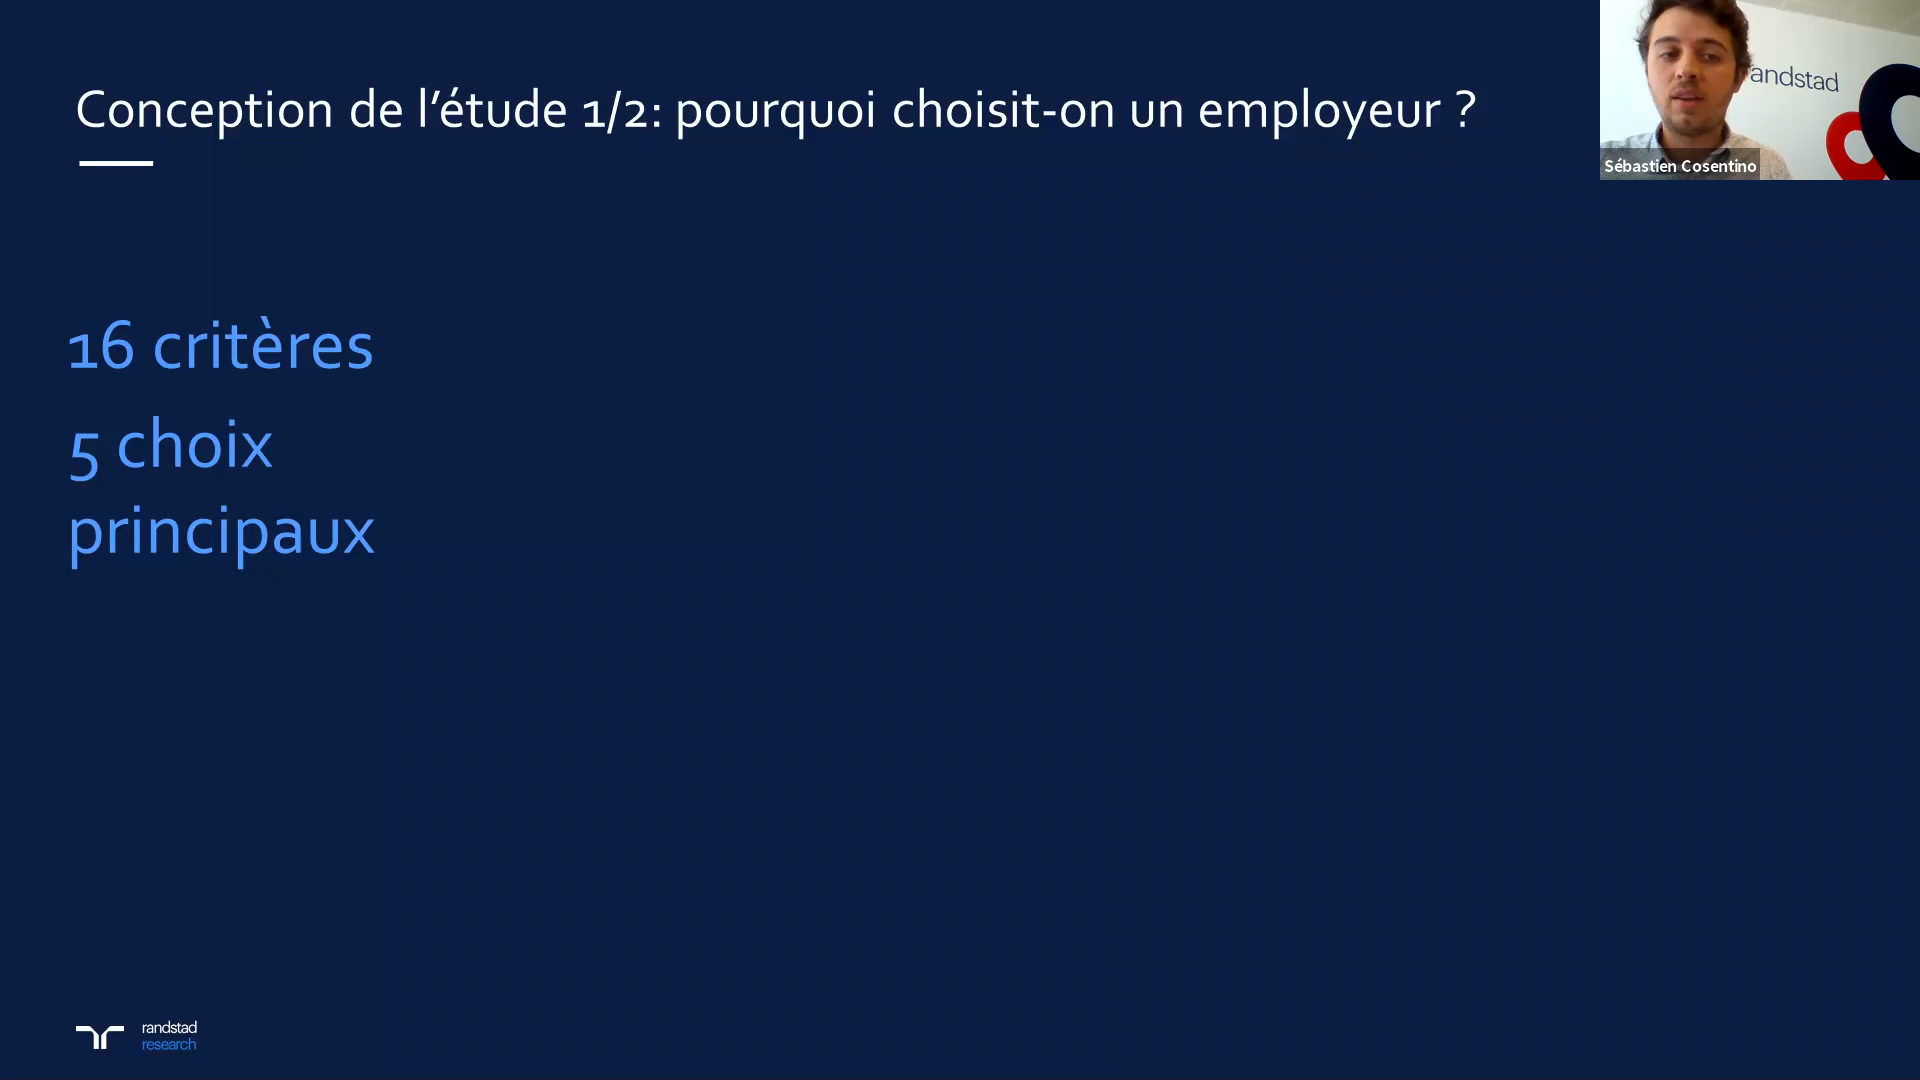 Conception de l’étude 1/2: pourquoi choisit-on un employeur ?
randstad
Sébastien Cosentino
16 critères
5 choix
principaux
randstad
research